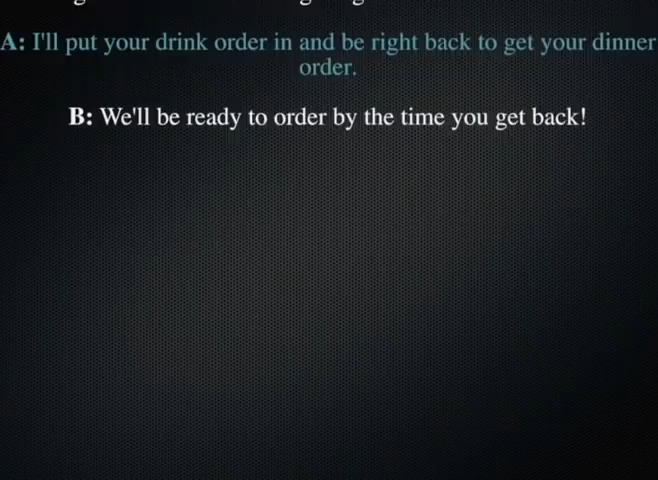 A: I'll put your drink order in and be right back to get your dinner
order.
B: We'll be ready to order by the time you get back!